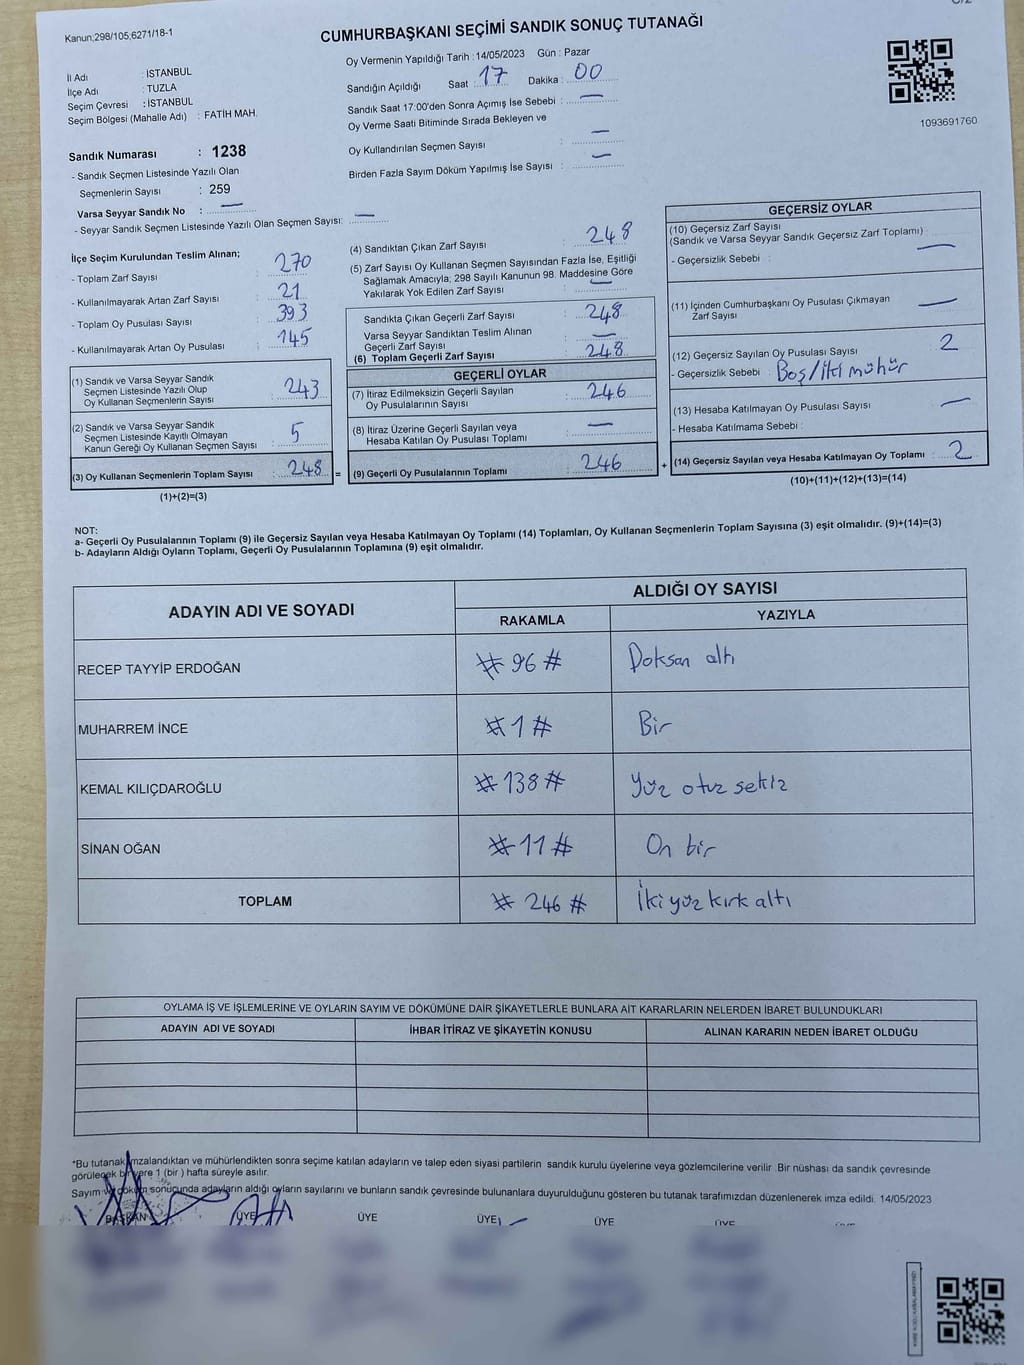 Kanun;298/105,6271/18-1
CUMHURBAŞKANI SEÇİMİ SANDIK SONUÇ TUTANAĞI
İl Adı : İSTANBUL
İlçe Adı : TUZLA
Seçim Çevresi : İSTANBUL
Seçim Bölgesi (Mahalle Adı) : FATİH MAH.
Oy Vermenin Yapıldığı Tarih : 14/05/2023 Gün : Pazar
Sandığın Açıldığı Saat : 17 Dakika : 00
Sandık Saat 17:00'den Sonra Açımış İse Sebebi : —
Oy Verme Saati Bitiminde Sırada Bekleyen ve
Oy Kullandırılan Seçmen Sayısı : —
Birden Fazla Sayım Döküm Yapılmış İse Sayısı : —
1093691760
Sandık Numarası : 1238
- Sandık Seçmen Listesinde Yazılı Olan
Seçmenlerin Sayısı : 259
Varsa Seyyar Sandık No : —
- Seyyar Sandık Seçmen Listesinde Yazılı Olan Seçmen Sayısı: —
İlçe Seçim Kurulundan Teslim Alınan;
- Toplam Zarf Sayısı : 270
- Kullanılmayarak Artan Zarf Sayısı : 21
- Toplam Oy Pusulası Sayısı : 393
- Kullanılmayarak Artan Oy Pusulası : 145
(1) Sandık ve Varsa Seyyar Sandık
Seçmen Listesinde Yazılı Olup
Oy Kullanan Seçmenlerin Sayısı : 243
(2) Sandık ve Varsa Seyyar Sandık
Seçmen Listesinde Kayıtlı Olmayan
Kanun Gereği Oy Kullanan Seçmen Sayısı : 5
(3) Oy Kullanan Seçmenlerin Toplam Sayısı : 248 =
(1)+(2)=(3)
(4) Sandıktan Çıkan Zarf Sayısı : 248
(5) Zarf Sayısı Oy Kullanan Seçmen Sayısından Fazla İse, Eşitliği
Sağlamak Amacıyla, 298 Sayılı Kanunun 98. Maddesine Göre
Yakılarak Yok Edilen Zarf Sayısı : —
Sandıkta Çıkan Geçerli Zarf Sayısı : 248
Varsa Seyyar Sandıktan Teslim Alınan
Geçerli Zarf Sayısı : —
(6) Toplam Geçerli Zarf Sayısı : 248
GEÇERLİ OYLAR
(7) İtiraz Edilmeksizin Geçerli Sayılan
Oy Pusulalarının Sayısı : 246
(8) İtiraz Üzerine Geçerli Sayılan veya
Hesaba Katılan Oy Pusulası Toplamı : —
(9) Geçerli Oy Pusulalarının Toplamı : 246 +
GEÇERSİZ OYLAR
(10) Geçersiz Zarf Sayısı
(Sandık ve Varsa Seyyar Sandık Geçersiz Zarf Toplamı) : —
- Geçersizlik Sebebi :
(11) İçinden Cumhurbaşkanı Oy Pusulası Çıkmayan
Zarf Sayısı : —
(12) Geçersiz Sayılan Oy Pusulası Sayısı : 2
- Geçersizlik Sebebi : Boş/İki mühür
(13) Hesaba Katılmayan Oy Pusulası Sayısı : —
- Hesaba Katılmama Sebebi :
(14) Geçersiz Sayılan veya Hesaba Katılmayan Oy Toplamı : 2
(10)+(11)+(12)+(13)=(14)
NOT:
a- Geçerli Oy Pusulalarının Toplamı (9) ile Geçersiz Sayılan veya Hesaba Katılmayan Oy Toplamı (14) Toplamları, Oy Kullanan Seçmenlerin Toplam Sayısına (3) eşit olmalıdır. (9)+(14)=(3)
b- Adayların Aldığı Oyların Toplamı, Geçerli Oy Pusulalarının Toplamına (9) eşit olmalıdır.
ADAYIN ADI VE SOYADI
ALDIĞI OY SAYISI
RAKAMLA YAZIYLA
RECEP TAYYİP ERDOĞAN # 96 # Doksan altı
MUHARREM İNCE # 1 # Bir
KEMAL KILIÇDAROĞLU # 138 # Yüz otuz sekiz
SİNAN OĞAN # 11 # On bir
TOPLAM # 246 # İki yüz kırk altı
OYLAMA İŞ VE İŞLEMLERİNE VE OYLARIN SAYIM VE DÖKÜMÜNE DAİR ŞİKAYETLERLE BUNLARA AİT KARARLARIN NELERDEN İBARET BULUNDUKLARI
ADAYIN ADI VE SOYADI İHBAR İTİRAZ VE ŞİKAYETİN KONUSU ALINAN KARARIN NEDEN İBARET OLDUĞU
*Bu tutanak imzalandıktan ve mühürlendikten sonra seçime katılan adayların ve talep eden siyasi partilerin sandık kurulu üyelerine veya gözlemcilerine verilir. Bir nüshası da sandık çevresinde
görülecek bir yere 1 (bir ) hafta süreyle asılır.
Sayım ve döküm sonucunda adayların aldığı oyların sayılarını ve bunların sandık çevresinde bulunanlara duyurulduğunu gösteren bu tutanak tarafımızdan düzenlenerek imza edildi. 14/05/2023
BAŞKAN ÜYE ÜYE ÜYE ÜYE ÜYE